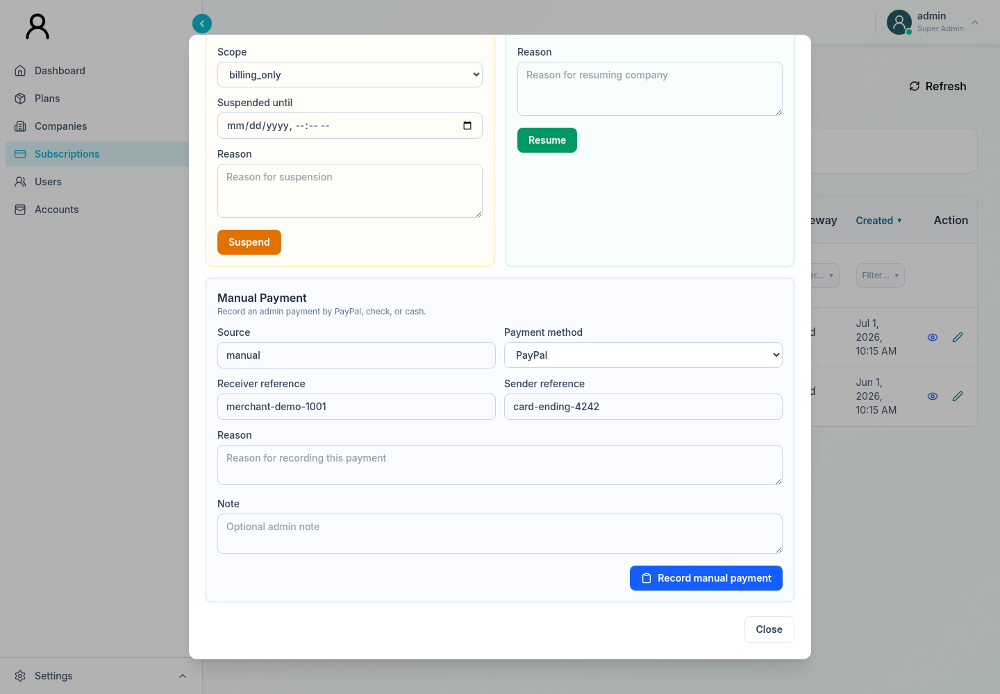 admin
Super Admin
Dashboard
Plans
Companies
Subscriptions
Users
Accounts
Settings
Refresh
Scope
billing_only
Suspended until
mm/dd/yyyy, --:-- --
Reason
Reason for suspension
Suspend
Reason
Reason for resuming company
Resume
Manual Payment
Record an admin payment by PayPal, check, or cash.
Source
manual
Payment method
PayPal
Receiver reference
merchant-demo-1001
Sender reference
card-ending-4242
Reason
Reason for recording this payment
Note
Optional admin note
Record manual payment
Close
Created ▼
Action
Filter... ▼
Jul 1,
2026,
10:15 AM
Jun 1,
2026,
10:15 AM